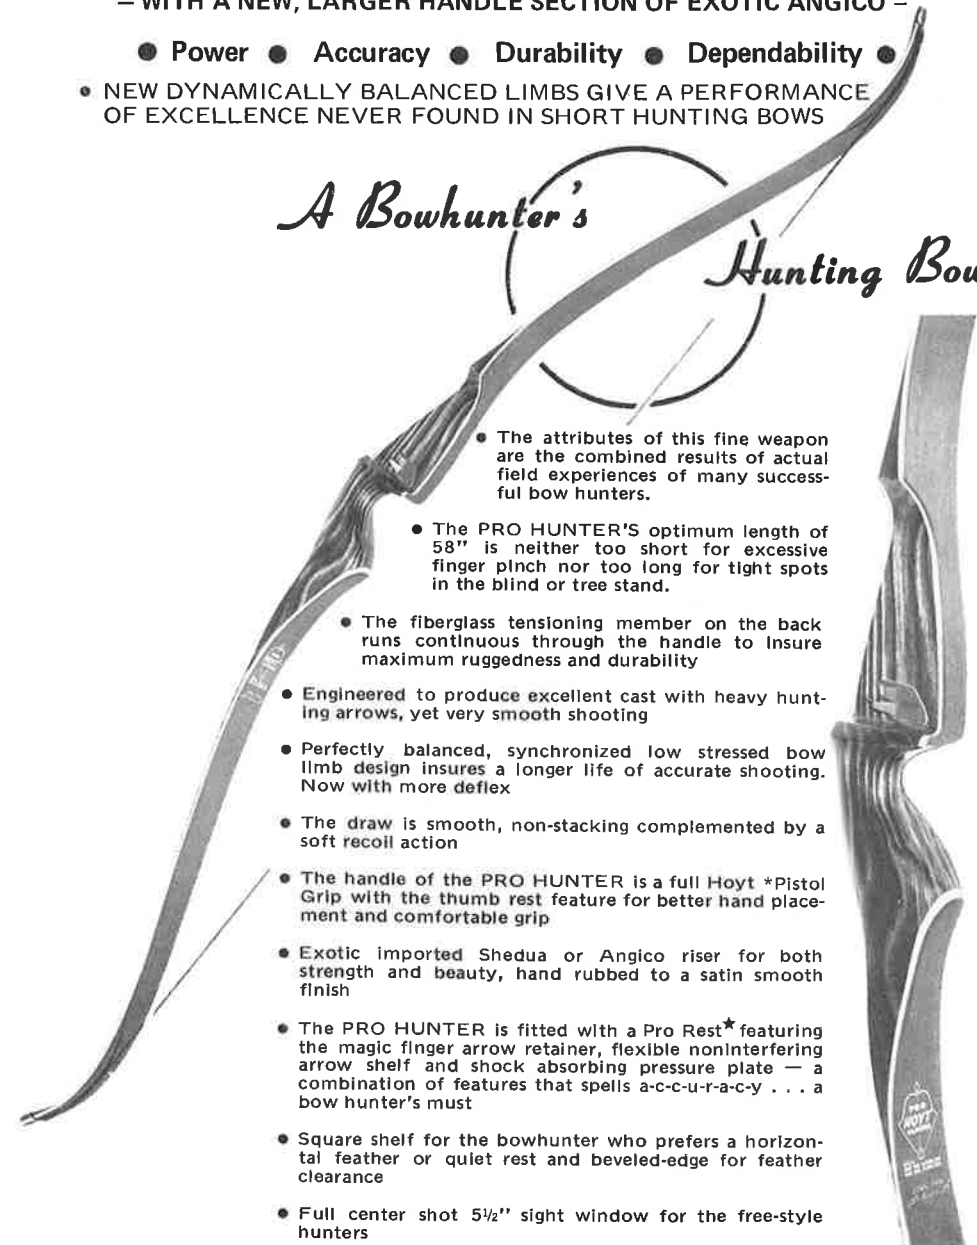 — WITH A NEW, LARGER HANDLE SECTION OF EXOTIC ANGICO —
● Power ● Accuracy ● Durability ● Dependability ●
● NEW DYNAMICALLY BALANCED LIMBS GIVE A PERFORMANCE
OF EXCELLENCE NEVER FOUND IN SHORT HUNTING BOWS
A Bowhunter's
Hunting Bow
● The attributes of this fine weapon
are the combined results of actual
field experiences of many success-
ful bow hunters.
● The PRO HUNTER'S optimum length of
58" is neither too short for excessive
finger pinch nor too long for tight spots
in the blind or tree stand.
● The fiberglass tensioning member on the back
runs continuous through the handle to insure
maximum ruggedness and durability
● Engineered to produce excellent cast with heavy hunt-
ing arrows, yet very smooth shooting
● Perfectly balanced, synchronized low stressed bow
limb design insures a longer life of accurate shooting.
Now with more deflex
● The draw is smooth, non-stacking complemented by a
soft recoil action
● The handle of the PRO HUNTER is a full Hoyt *Pistol
Grip with the thumb rest feature for better hand place-
ment and comfortable grip
● Exotic imported Shedua or Angico riser for both
strength and beauty, hand rubbed to a satin smooth
finish
● The PRO HUNTER is fitted with a Pro Rest★ featuring
the magic finger arrow retainer, flexible noninterfering
arrow shelf and shock absorbing pressure plate — a
combination of features that spells a-c-c-u-r-a-c-y . . . a
bow hunter's must
● Square shelf for the bowhunter who prefers a horizon-
tal feather or quiet rest and beveled-edge for feather
clearance
● Full center shot 5½" sight window for the free-style
hunters
PRO
HOYT
HUNTER